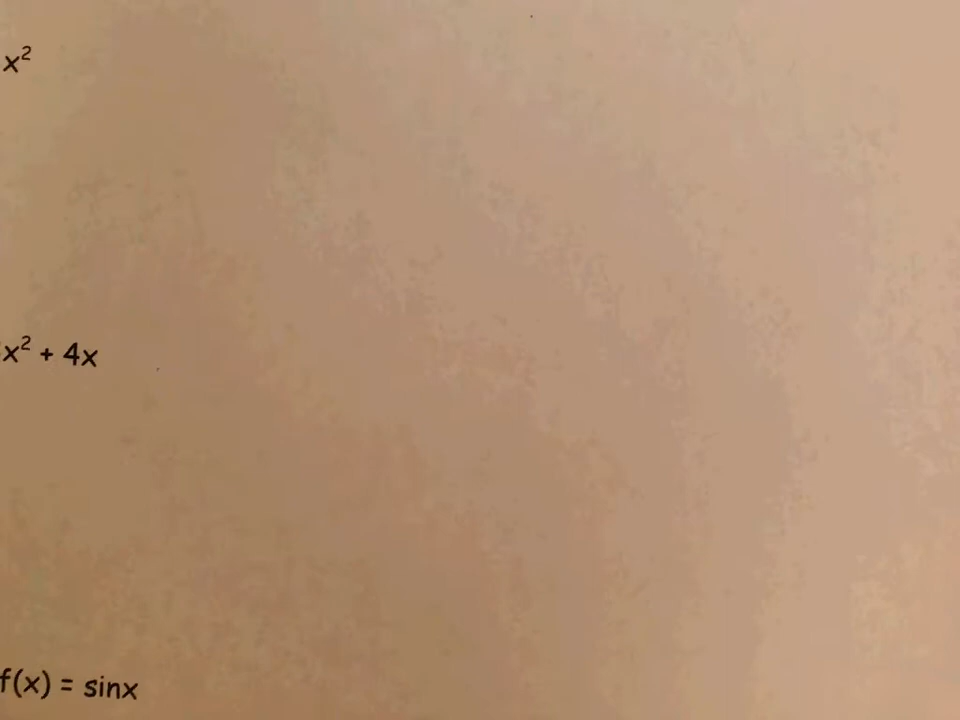 x²
x² + 4x
f(x) = sinx